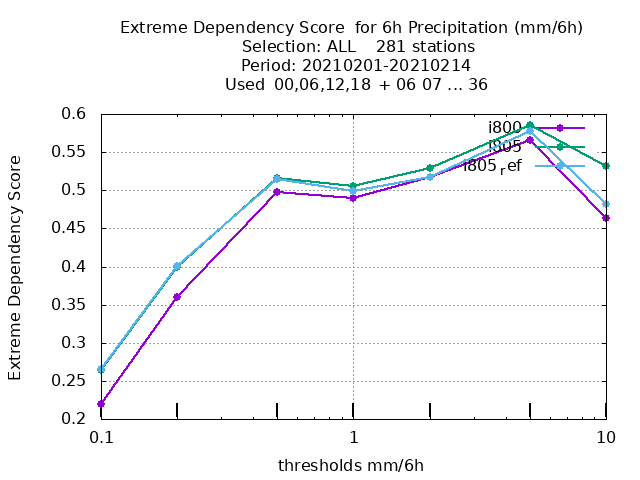 Extreme Dependency Score  for 6h Precipitation (mm/6h)
Selection: ALL    281 stations
Period: 20210201-20210214
Used  00,06,12,18  + 06 07 ... 36
0.6
0.55
0.5
0.45
0.4
0.35
0.3
0.25
0.2
Extreme Dependency Score
i800
i805
i805ref
0.1
1
10
thresholds mm/6h